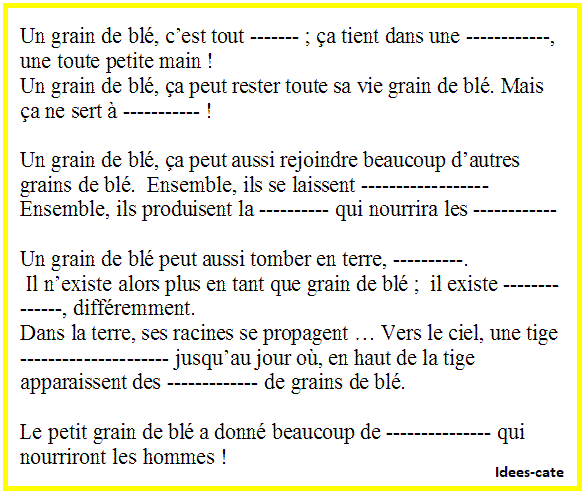 Un grain de blé, c'est tout ------- ; ça tient dans une ------------,
une toute petite main !
Un grain de blé, ça peut rester toute sa vie grain de blé. Mais
ça ne sert à ----------- !
Un grain de blé, ça peut aussi rejoindre beaucoup d'autres
grains de blé.  Ensemble, ils se laissent ------------------
Ensemble, ils produisent la ---------- qui nourrira les ------------
Un grain de blé peut aussi tomber en terre, ----------.
Il n'existe alors plus en tant que grain de blé ;  il existe --------
------, différemment.
Dans la terre, ses racines se propagent … Vers le ciel, une tige
--------------------- jusqu'au jour où, en haut de la tige
apparaissent des ------------- de grains de blé.
Le petit grain de blé a donné beaucoup de --------------- qui
nourriront les hommes !
Idees-cate